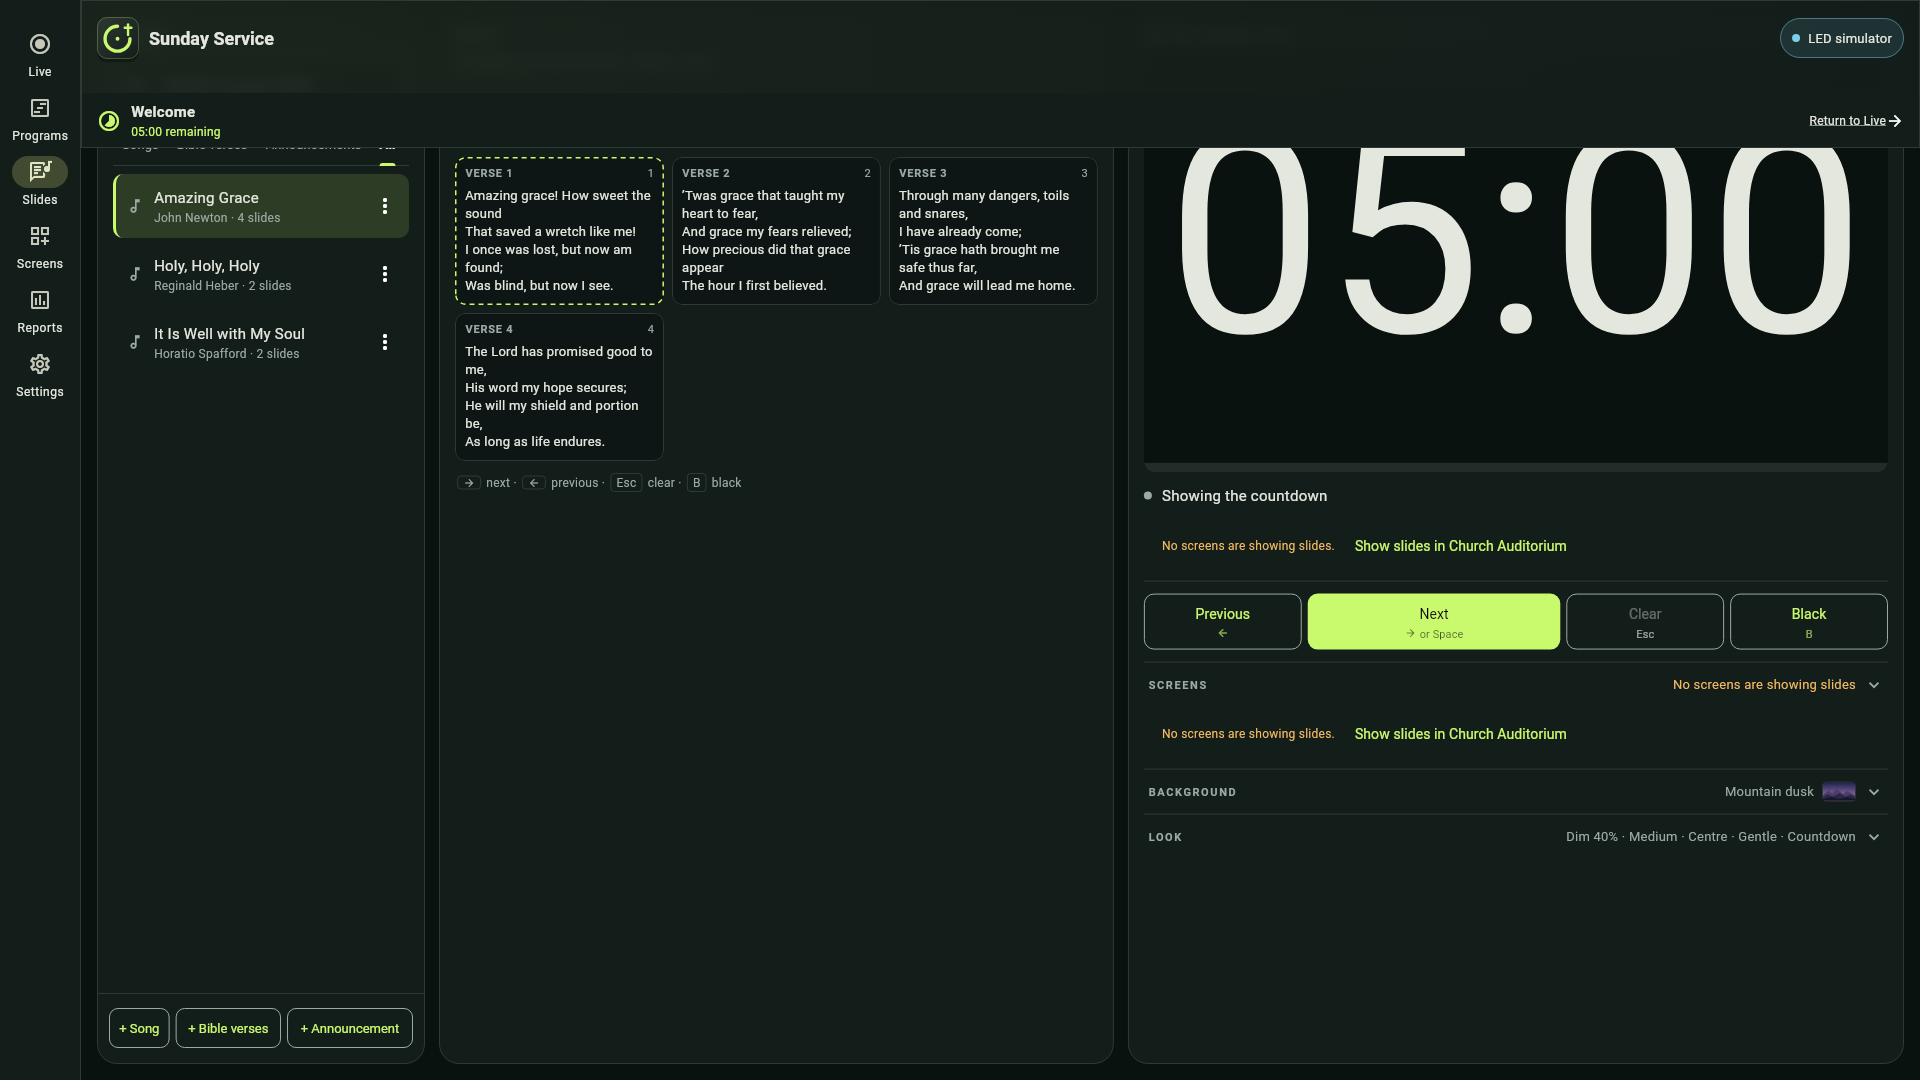 Sunday Service
LED simulator
Live
Programs
Slides
Screens
Reports
Settings
Welcome
05:00 remaining
Return to Live
Amazing Grace
John Newton · 4 slides
Holy, Holy, Holy
Reginald Heber · 2 slides
It Is Well with My Soul
Horatio Spafford · 2 slides
+ Song
+ Bible verses
+ Announcement
VERSE 1
1
Amazing grace! How sweet the
sound
That saved a wretch like me!
I once was lost, but now am
found;
Was blind, but now I see.
VERSE 2
2
’Twas grace that taught my
heart to fear,
And grace my fears relieved;
How precious did that grace
appear
The hour I first believed.
VERSE 3
3
Through many dangers, toils
and snares,
I have already come;
’Tis grace hath brought me
safe thus far,
And grace will lead me home.
VERSE 4
4
The Lord has promised good to
me,
His word my hope secures;
He will my shield and portion
be,
As long as life endures.
→ next · ← previous · Esc clear · B black
05:00
Showing the countdown
No screens are showing slides. Show slides in Church Auditorium
Previous
←
Next
→ or Space
Clear
Esc
Black
B
SCREENS
No screens are showing slides
No screens are showing slides. Show slides in Church Auditorium
BACKGROUND
Mountain dusk
LOOK
Dim 40% · Medium · Centre · Gentle · Countdown